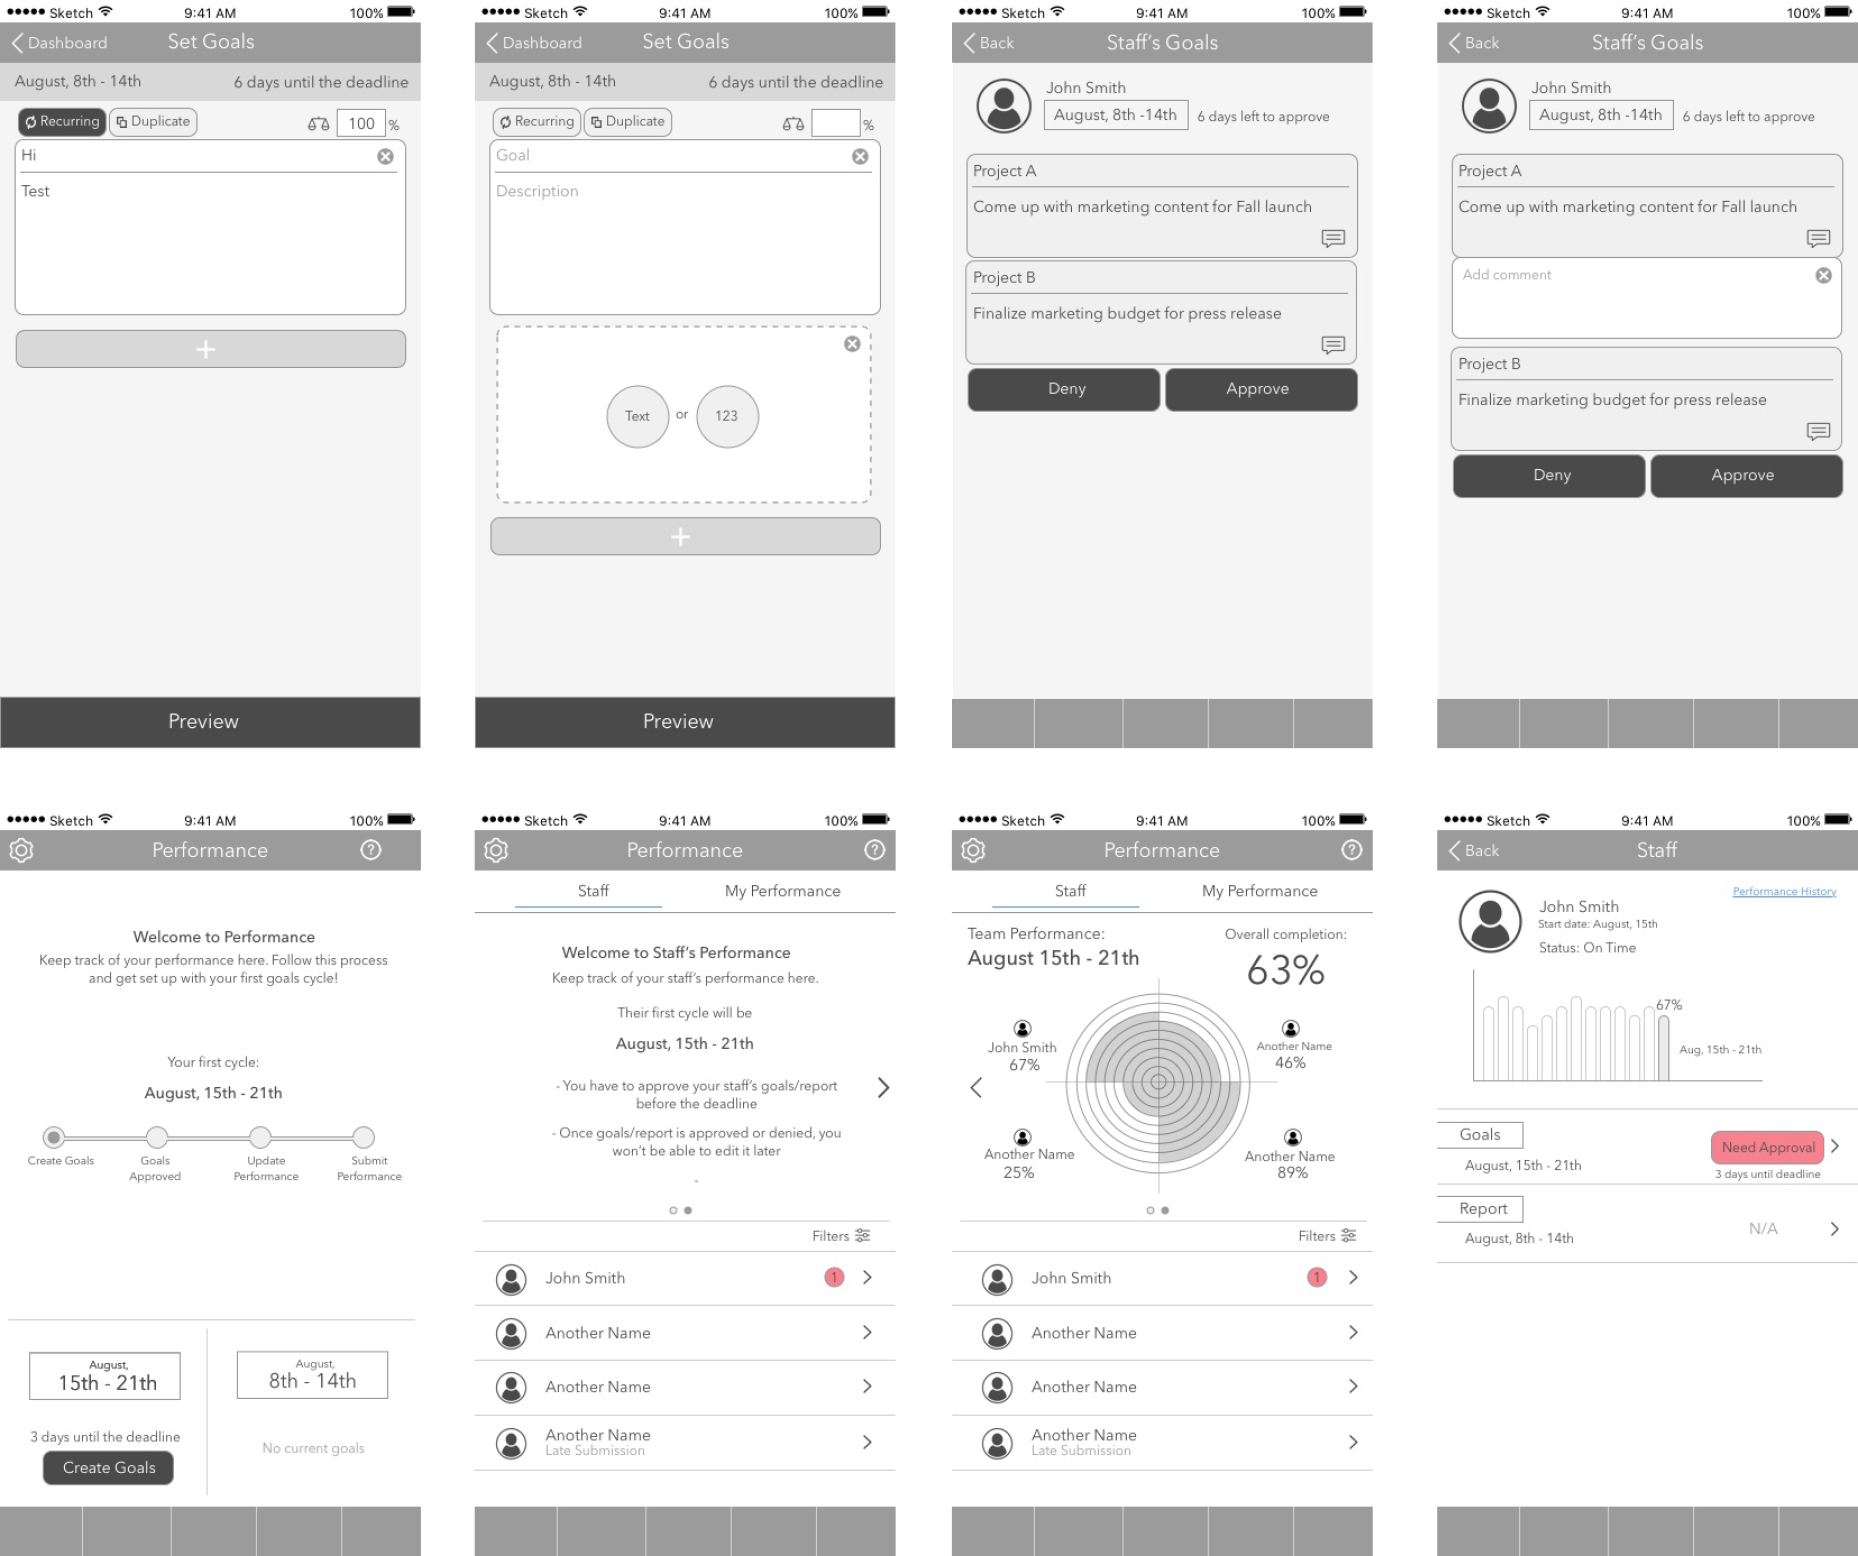 Sketch 9:41 AM 100%
Dashboard Set Goals
August, 8th - 14th 6 days until the deadline
Recurring Duplicate 100 %
Hi
Test
+
Preview
Sketch 9:41 AM 100%
Dashboard Set Goals
August, 8th - 14th 6 days until the deadline
Recurring Duplicate %
Goal
Description
Text or 123
+
Preview
Sketch 9:41 AM 100%
Back Staff's Goals
John Smith
August, 8th -14th 6 days left to approve
Project A
Come up with marketing content for Fall launch
Project B
Finalize marketing budget for press release
Deny Approve
Sketch 9:41 AM 100%
Back Staff's Goals
John Smith
August, 8th -14th 6 days left to approve
Project A
Come up with marketing content for Fall launch
Add comment
Project B
Finalize marketing budget for press release
Deny Approve
Sketch 9:41 AM 100%
Performance ?
Welcome to Performance
Keep track of your performance here. Follow this process
and get set up with your first goals cycle!
Your first cycle:
August, 15th - 21th
Create Goals
Goals
Approved
Update
Performance
Submit
Performance
August,
15th - 21th
3 days until the deadline
Create Goals
August,
8th - 14th
No current goals
Sketch 9:41 AM 100%
Performance ?
Staff My Performance
Welcome to Staff's Performance
Keep track of your staff's performance here.
Their first cycle will be
August, 15th - 21th
- You have to approve your staff's goals/report
before the deadline
- Once goals/report is approved or denied, you
won't be able to edit it later
-
Filters
John Smith 1
Another Name
Another Name
Another Name
Late Submission
Sketch 9:41 AM 100%
Performance ?
Staff My Performance
Team Performance:
August 15th - 21th
Overall completion:
63%
John Smith
67%
Another Name
46%
Another Name
25%
Another Name
89%
Filters
John Smith 1
Another Name
Another Name
Another Name
Late Submission
Sketch 9:41 AM 100%
Back Staff
Performance History
John Smith
Start date: August, 15th
Status: On Time
67%
Aug, 15th - 21th
Goals
August, 15th - 21th
Need Approval
3 days until deadline
Report
August, 8th - 14th
N/A